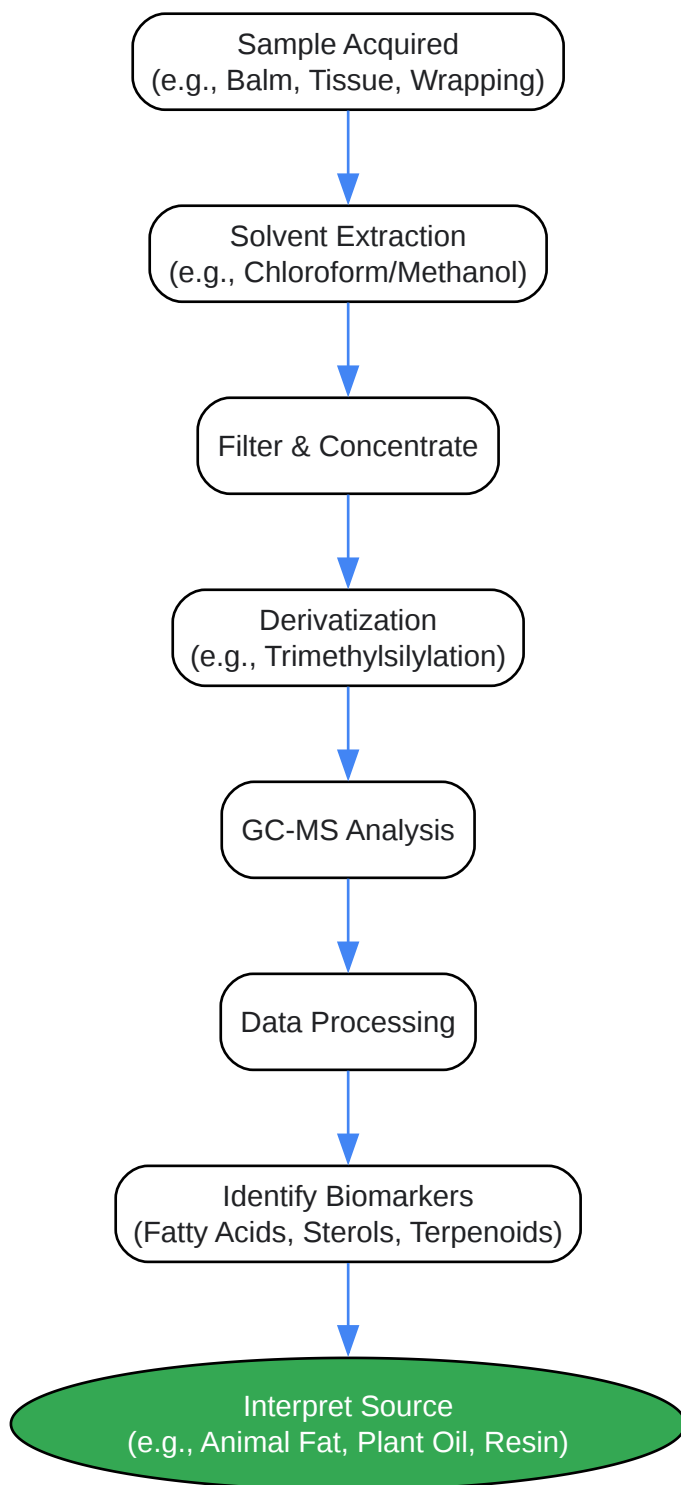 Sample Acquired
(e.g., Balm, Tissue, Wrapping)
Solvent Extraction
(e.g., Chloroform/Methanol)
Filter & Concentrate
Derivatization
(e.g., Trimethylsilylation)
GC-MS Analysis
Data Processing
Identify Biomarkers
(Fatty Acids, Sterols, Terpenoids)
Interpret Source
(e.g., Animal Fat, Plant Oil, Resin)